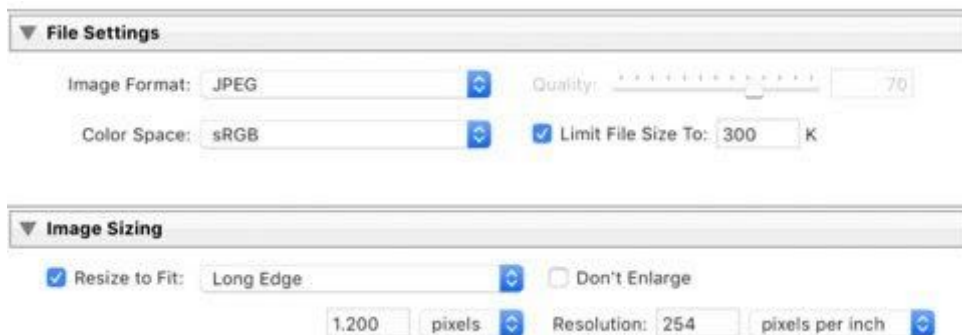 File Settings
Image Format: JPEG Quality: 70
Color Space: sRGB Limit File Size To: 300 K
Image Sizing
Resize to Fit: Long Edge Don't Enlarge
1.200 pixels Resolution: 254 pixels per inch